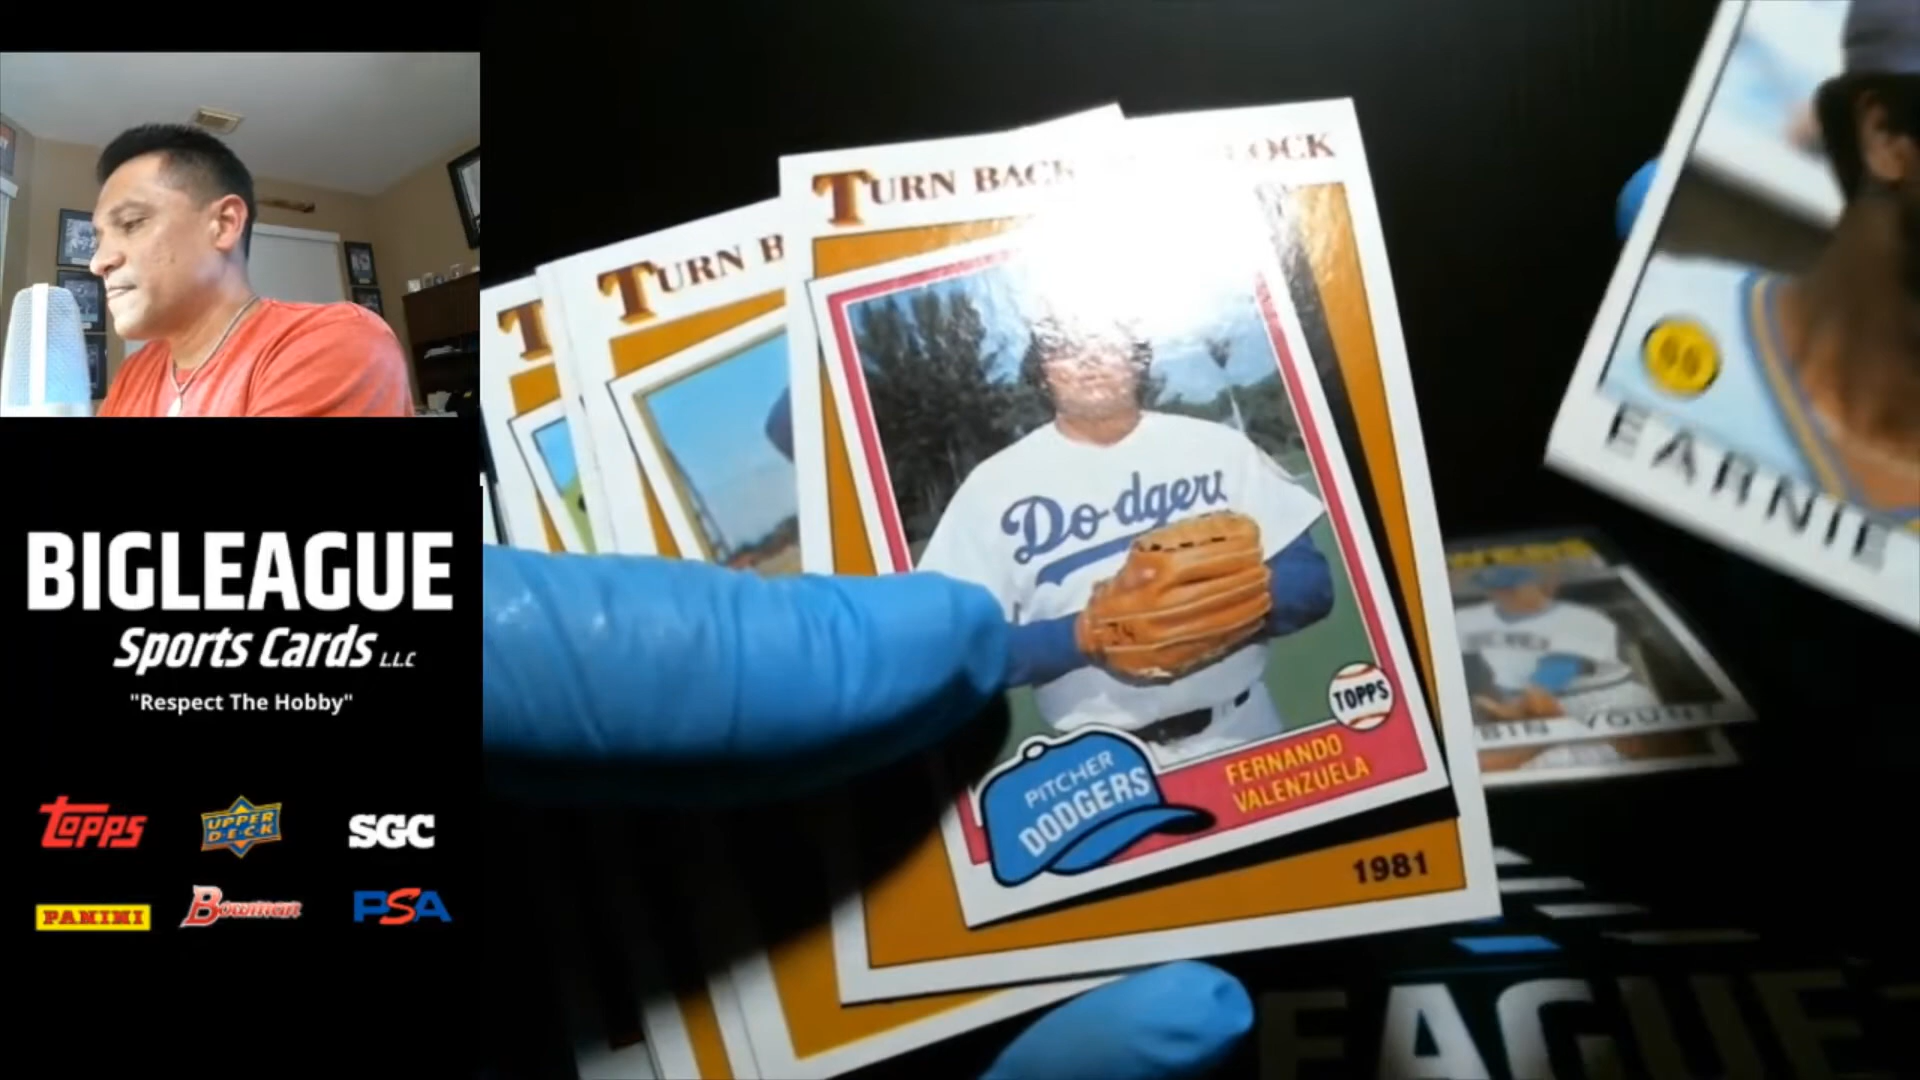 BIGLEAGUE
Sports Cards LLC
"Respect The Hobby"
Topps
UPPER DECK
SGC
PANINI
Bowman
PSA
TURN BACK
TURN
Dodgers
TOPPS
PITCHER
DODGERS
FERNANDO
VALENZUELA
1981
EARNIE
YOUNT
EAGUE